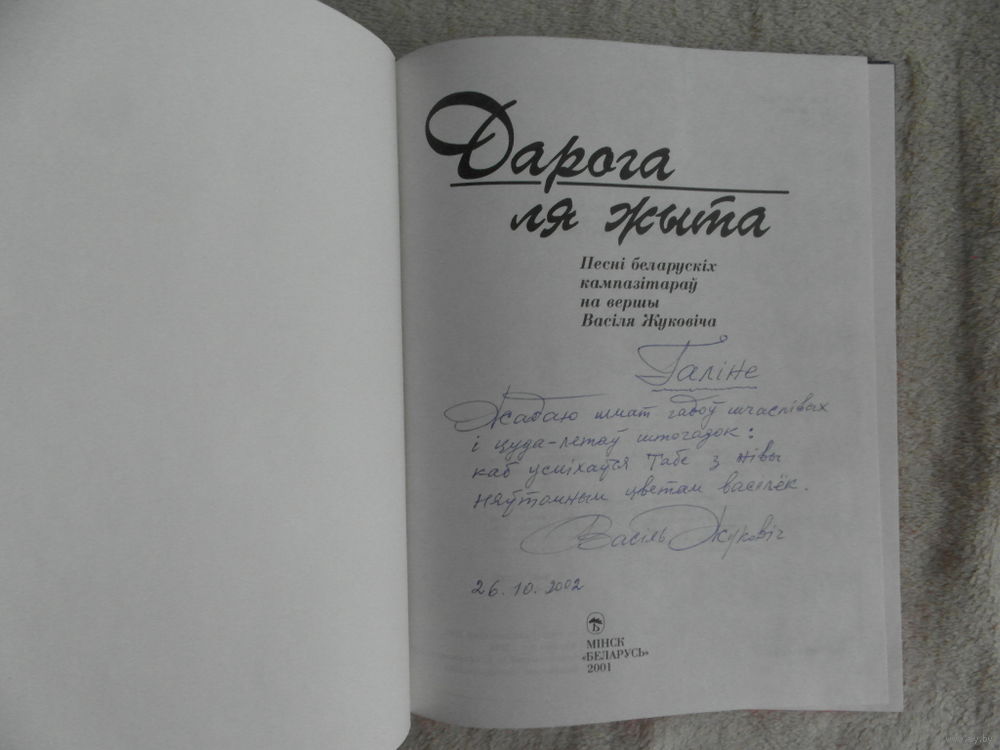 Дарога
ля жыта
Песні беларускіх
кампазітараў
на вершы
Васіля Жуковіча
Галіне
Жадаю шмат гадоў шчаслівых
і цуда-летаў штогадок:
каб усміхаўся Табе з нівы
няўтомным цветам васілёк.
Васіль Жуковіч
26.10.2002
Б
МІНСК
«БЕЛАРУСЬ»
2001